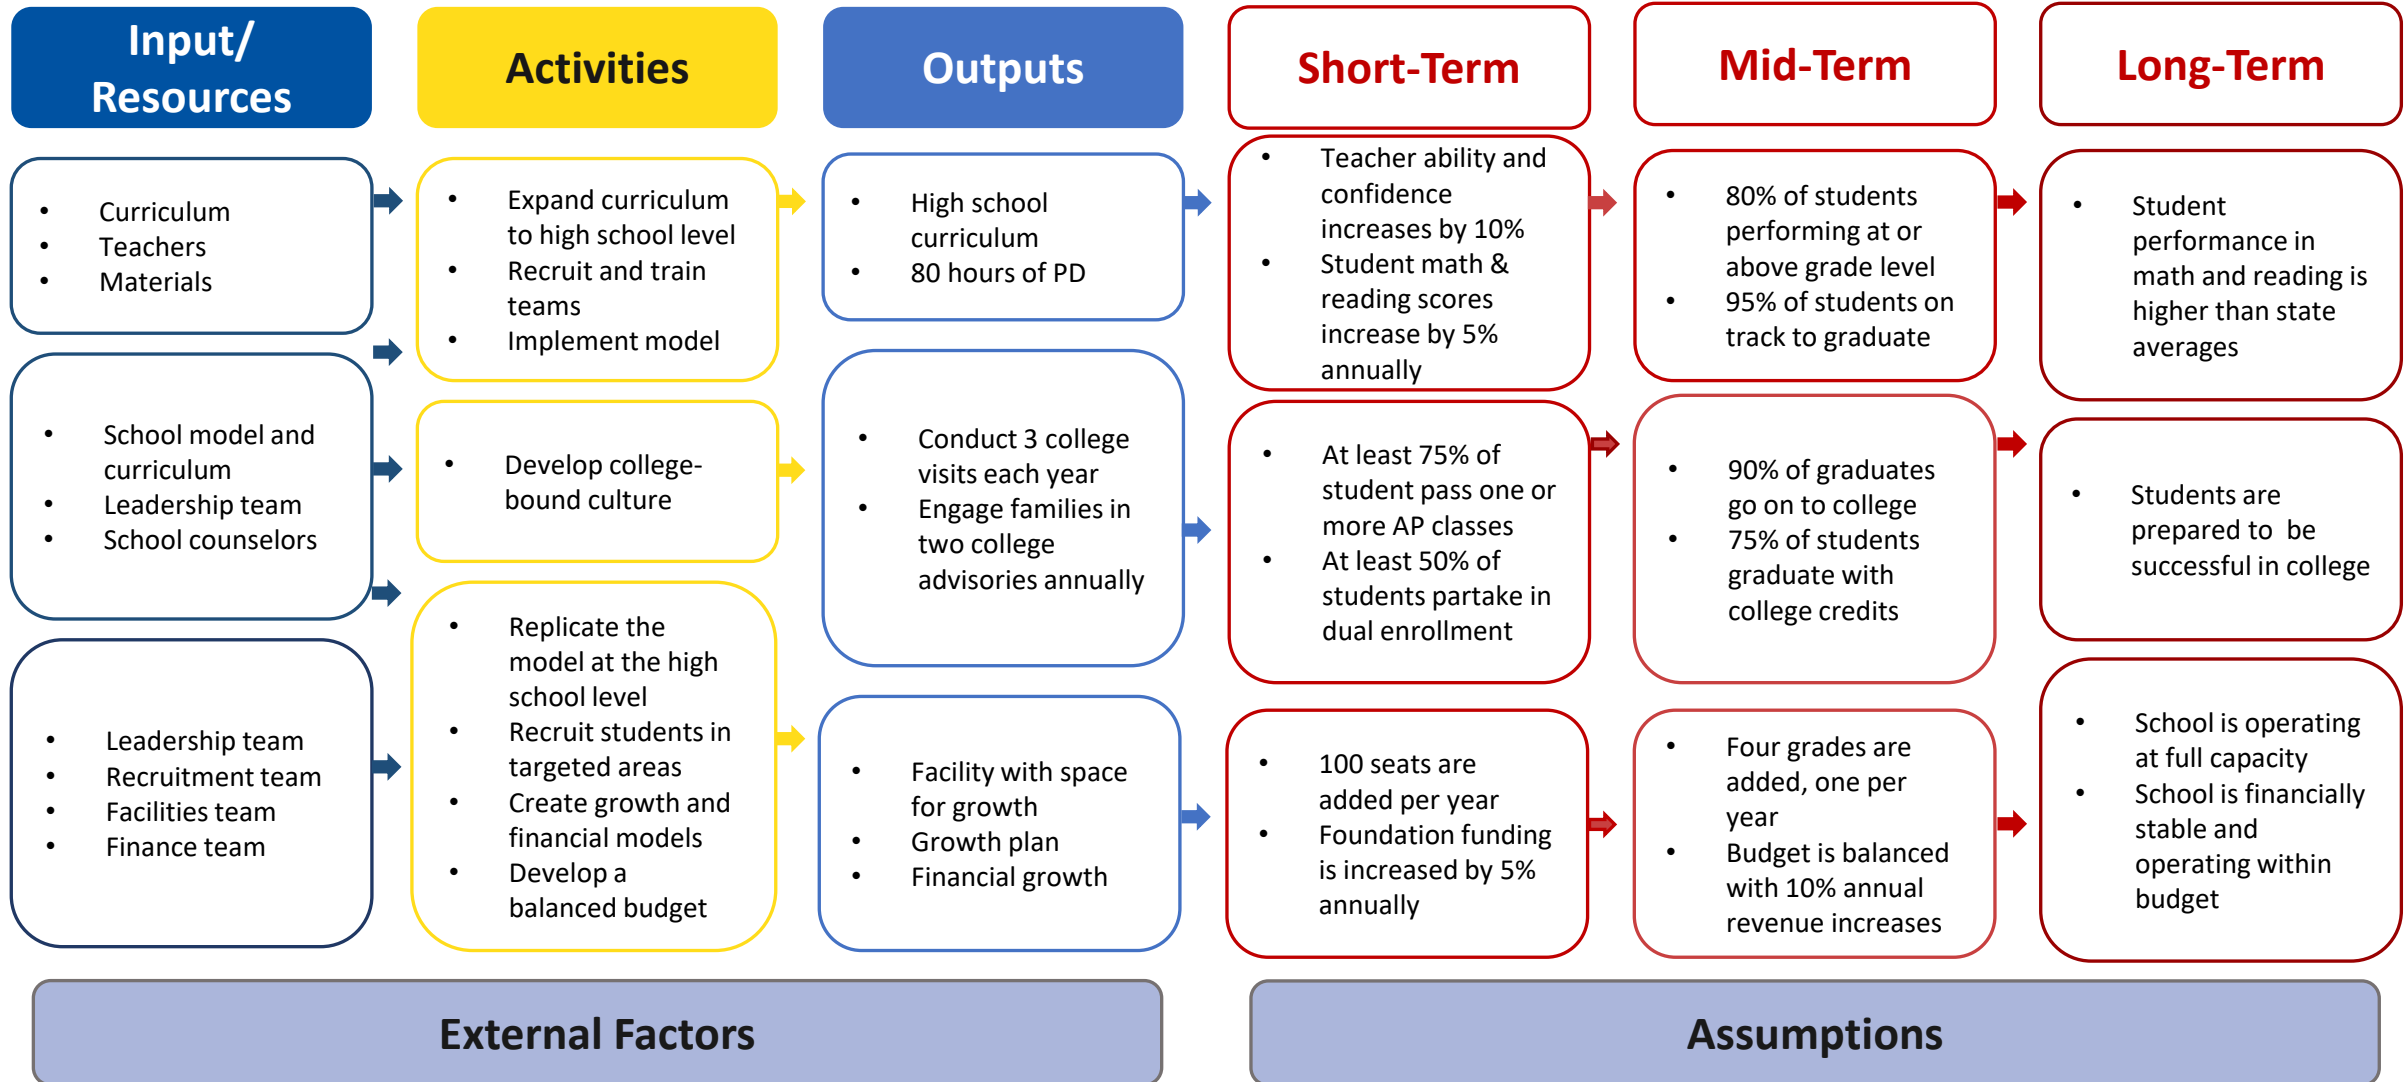 Input/
Resources
Activities
Outputs
Short-Term
Mid-Term
Long-Term
• Curriculum
• Teachers
• Materials
• Expand curriculum
to high school level
• Recruit and train
teams
• Implement model
• High school
curriculum
• 80 hours of PD
• Teacher ability and
confidence
increases by 10%
• Student math &
reading scores
increase by 5%
annually
• 80% of students
performing at or
above grade level
• 95% of students on
track to graduate
• Student
performance in
math and reading is
higher than state
averages
• School model and
curriculum
• Leadership team
• School counselors
• Develop college-
bound culture
• Conduct 3 college
visits each year
• Engage families in
two college
advisories annually
• At least 75% of
student pass one or
more AP classes
• At least 50% of
students partake in
dual enrollment
• 90% of graduates
go on to college
• 75% of students
graduate with
college credits
• Students are
prepared to be
successful in college
• Leadership team
• Recruitment team
• Facilities team
• Finance team
• Replicate the
model at the high
school level
• Recruit students in
targeted areas
• Create growth and
financial models
• Develop a
balanced budget
• Facility with space
for growth
• Growth plan
• Financial growth
• 100 seats are
added per year
• Foundation funding
is increased by 5%
annually
• Four grades are
added, one per
year
• Budget is balanced
with 10% annual
revenue increases
• School is operating
at full capacity
• School is financially
stable and
operating within
budget
External Factors
Assumptions